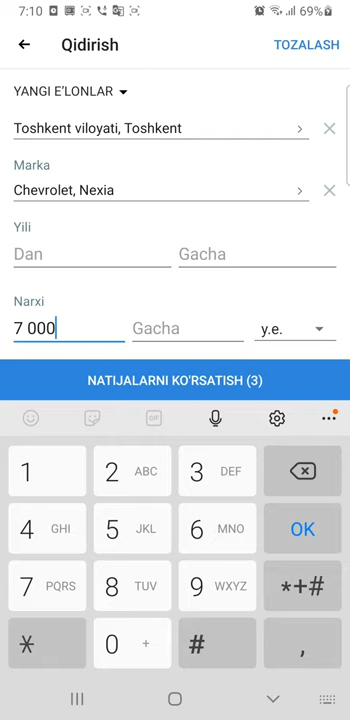 7:10 69%
Qidirish TOZALASH
YANGI E'LONLAR
Toshkent viloyati, Toshkent
Marka
Chevrolet, Nexia
Yili
Dan Gacha
Narxi
7 000 Gacha y.e.
NATIJALARNI KO'RSATISH (3)
GIF
1 2 ABC 3 DEF
4 GHI 5 JKL 6 MNO OK
7 PQRS 8 TUV 9 WXYZ *+#
* 0 + # ,